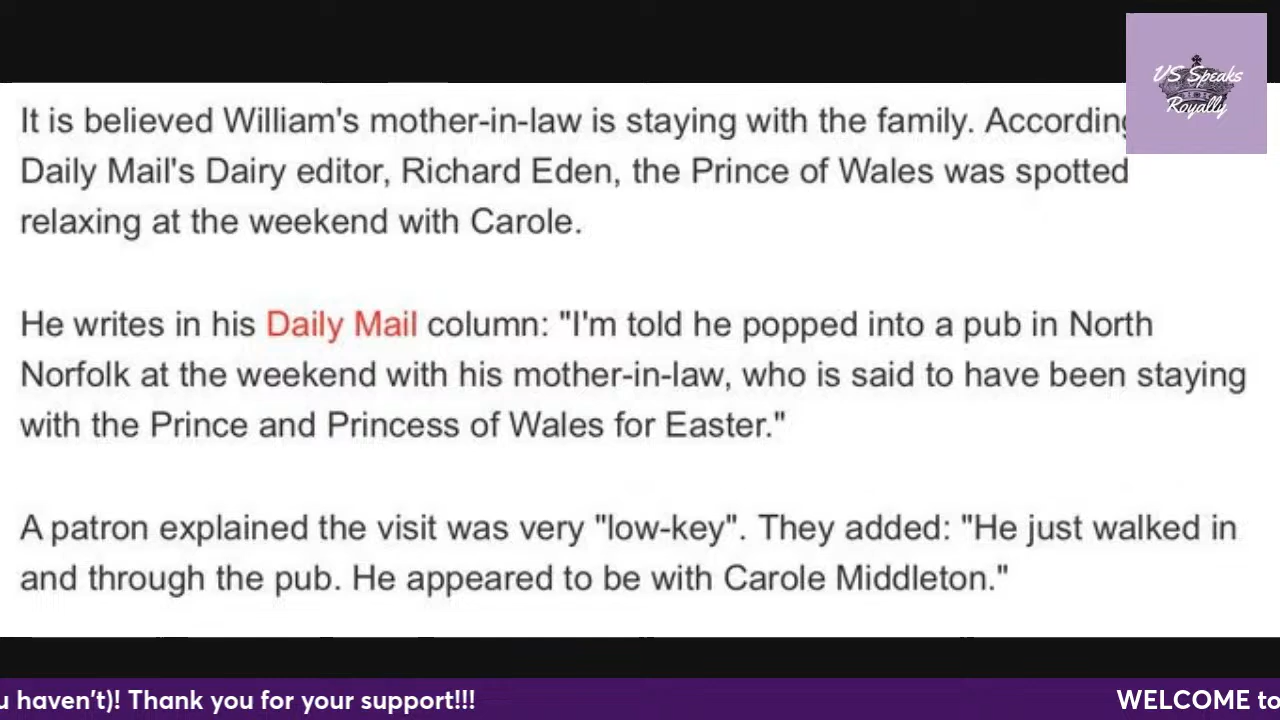 VS Speaks
Royally
It is believed William's mother-in-law is staying with the family. According
Daily Mail's Dairy editor, Richard Eden, the Prince of Wales was spotted
relaxing at the weekend with Carole.
He writes in his Daily Mail column: "I'm told he popped into a pub in North
Norfolk at the weekend with his mother-in-law, who is said to have been staying
with the Prince and Princess of Wales for Easter."
A patron explained the visit was very "low-key". They added: "He just walked in
and through the pub. He appeared to be with Carole Middleton."
u haven't)! Thank you for your support!!! WELCOME to